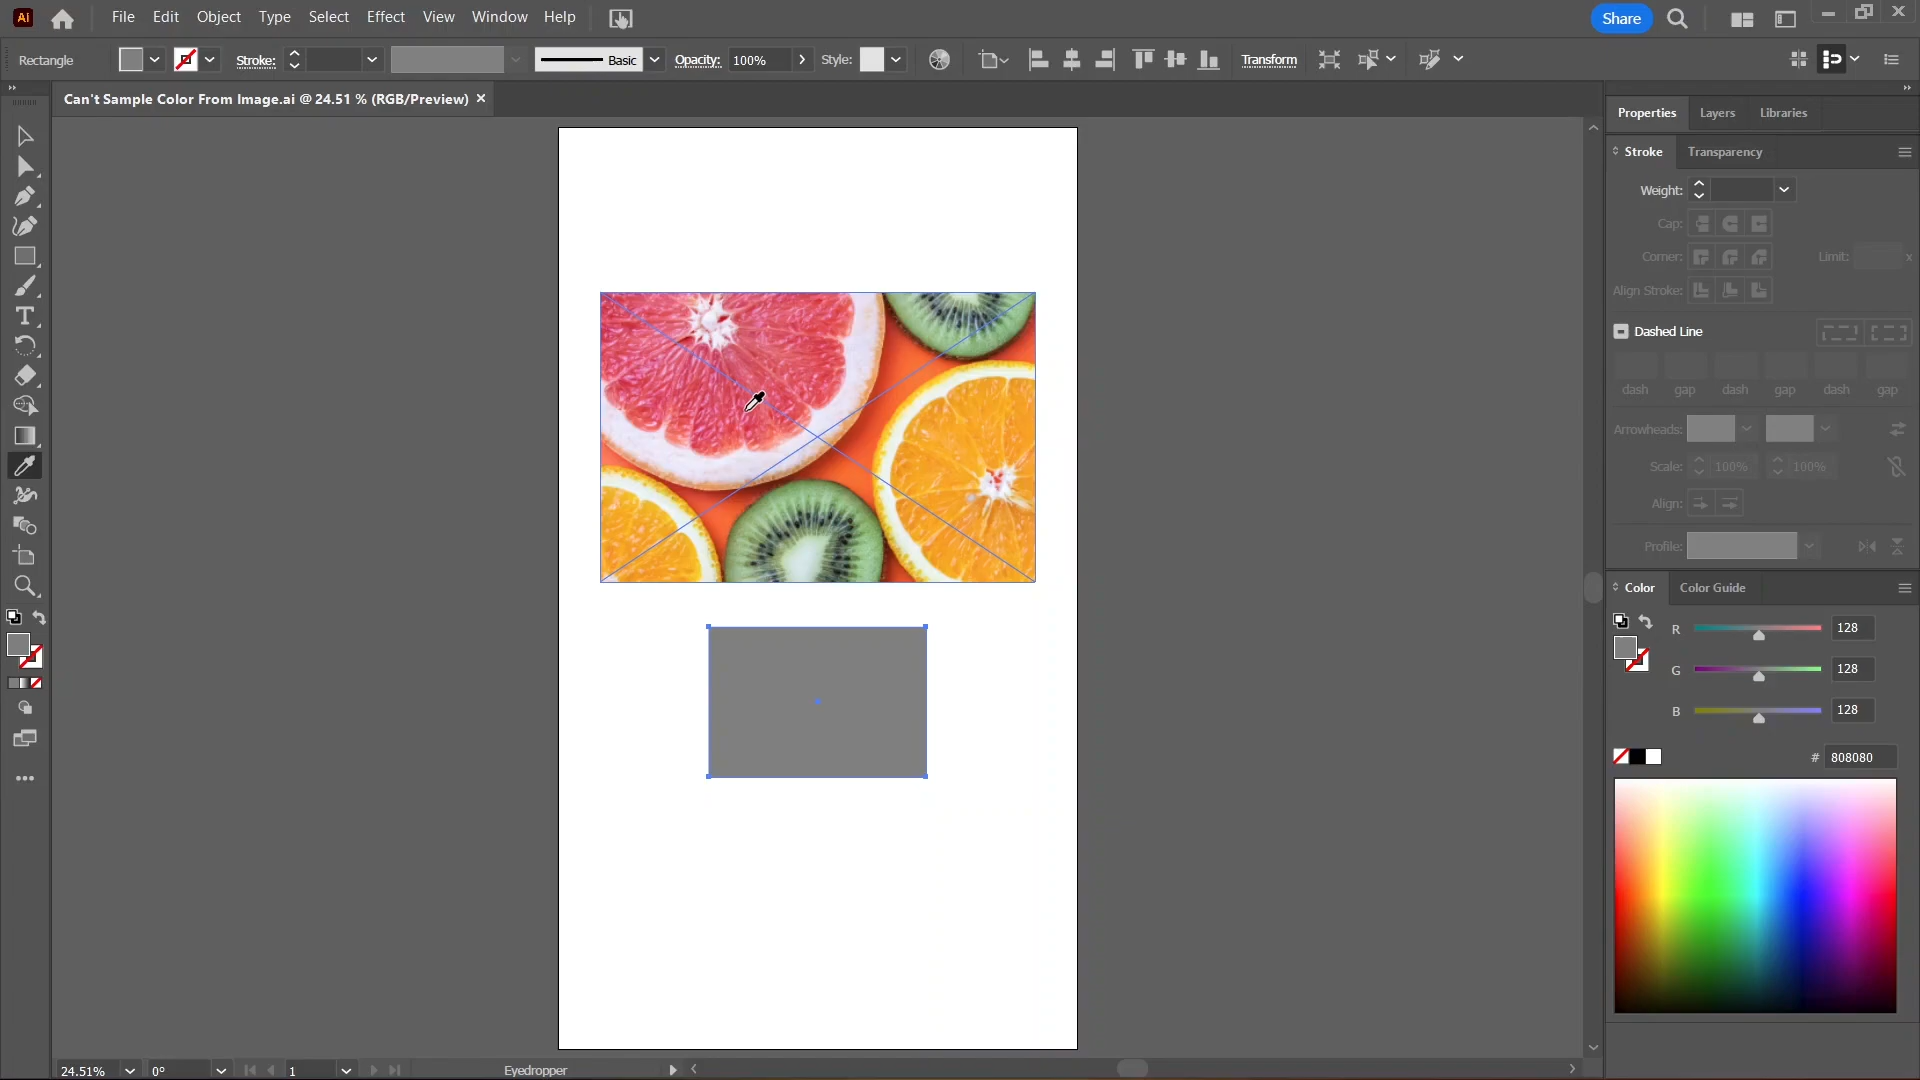 Ai File Edit Object Type Select Effect View Window Help Share
Rectangle Stroke: Basic Opacity: 100% Style: Transform
Can't Sample Color From Image.ai @ 24.51 % (RGB/Preview)
Properties Layers Libraries
Stroke Transparency
Weight:
Cap:
Corner: Limit: x
Align Stroke:
Dashed Line
dash gap dash gap dash gap
Arrowheads:
Scale: 100% 100%
Align:
Profile:
Color Color Guide
R 128
G 128
B 128
# 808080
24.51% 0° 1 Eyedropper